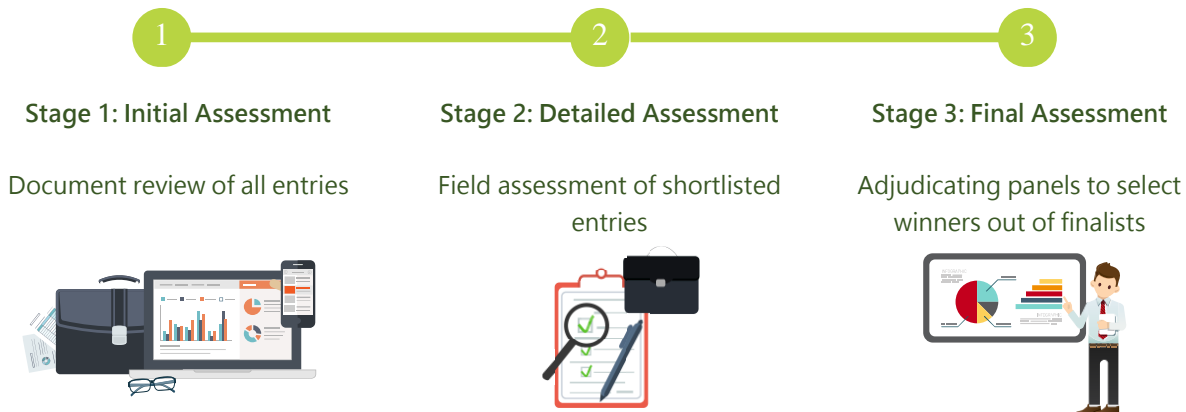 1
2
3
Stage 1: Initial Assessment
Stage 2: Detailed Assessment
Stage 3: Final Assessment
Document review of all entries
Field assessment of shortlisted
entries
Adjudicating panels to select
winners out of finalists